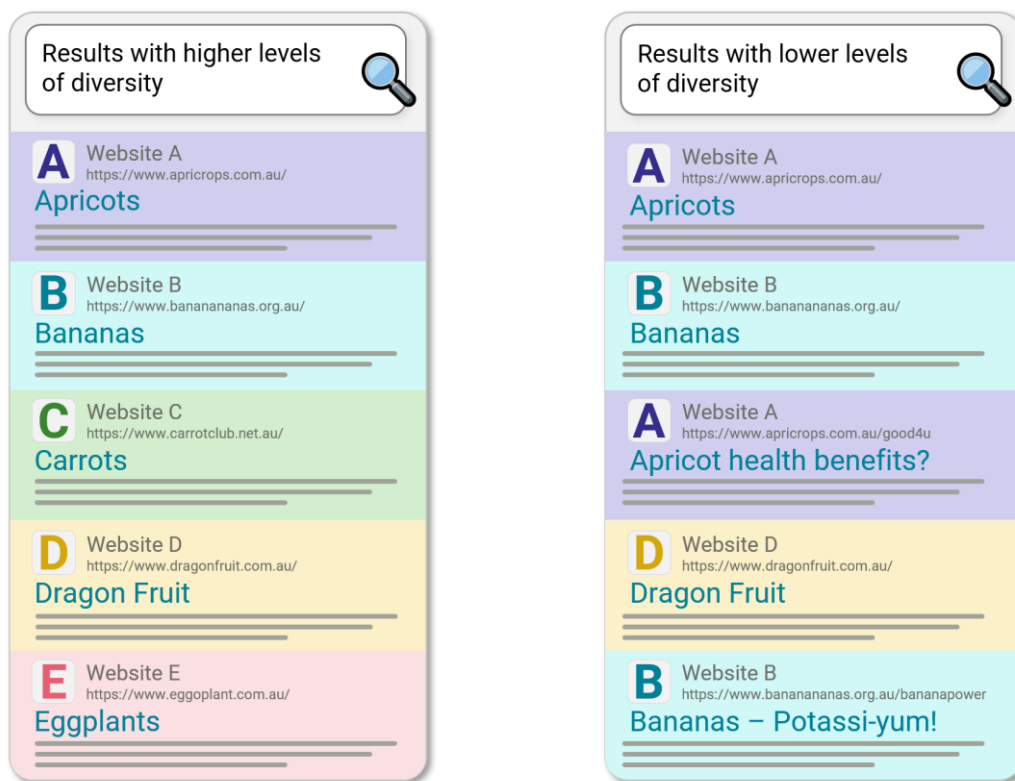 Results with higher levels
of diversity
A
Website A
https://www.apricrops.com.au/
Apricots
B
Website B
https://www.banarananas.org.au/
Bananas
C
Website C
https://www.carrotclub.net.au/
Carrots
D
Website D
https://www.dragonfruit.com.au/
Dragon Fruit
E
Website E
https://www.eggoplant.com.au/
Eggplants
Results with lower levels
of diversity
A
Website A
https://www.apricrops.com.au/
Apricots
B
Website B
https://www.banarananas.org.au/
Bananas
A
Website A
https://www.apricrops.com.au/good4u
Apricot health benefits?
D
Website D
https://www.dragonfruit.com.au/
Dragon Fruit
B
Website B
https://www.banarananas.org.au/bananapower
Bananas – Potassi-yum!